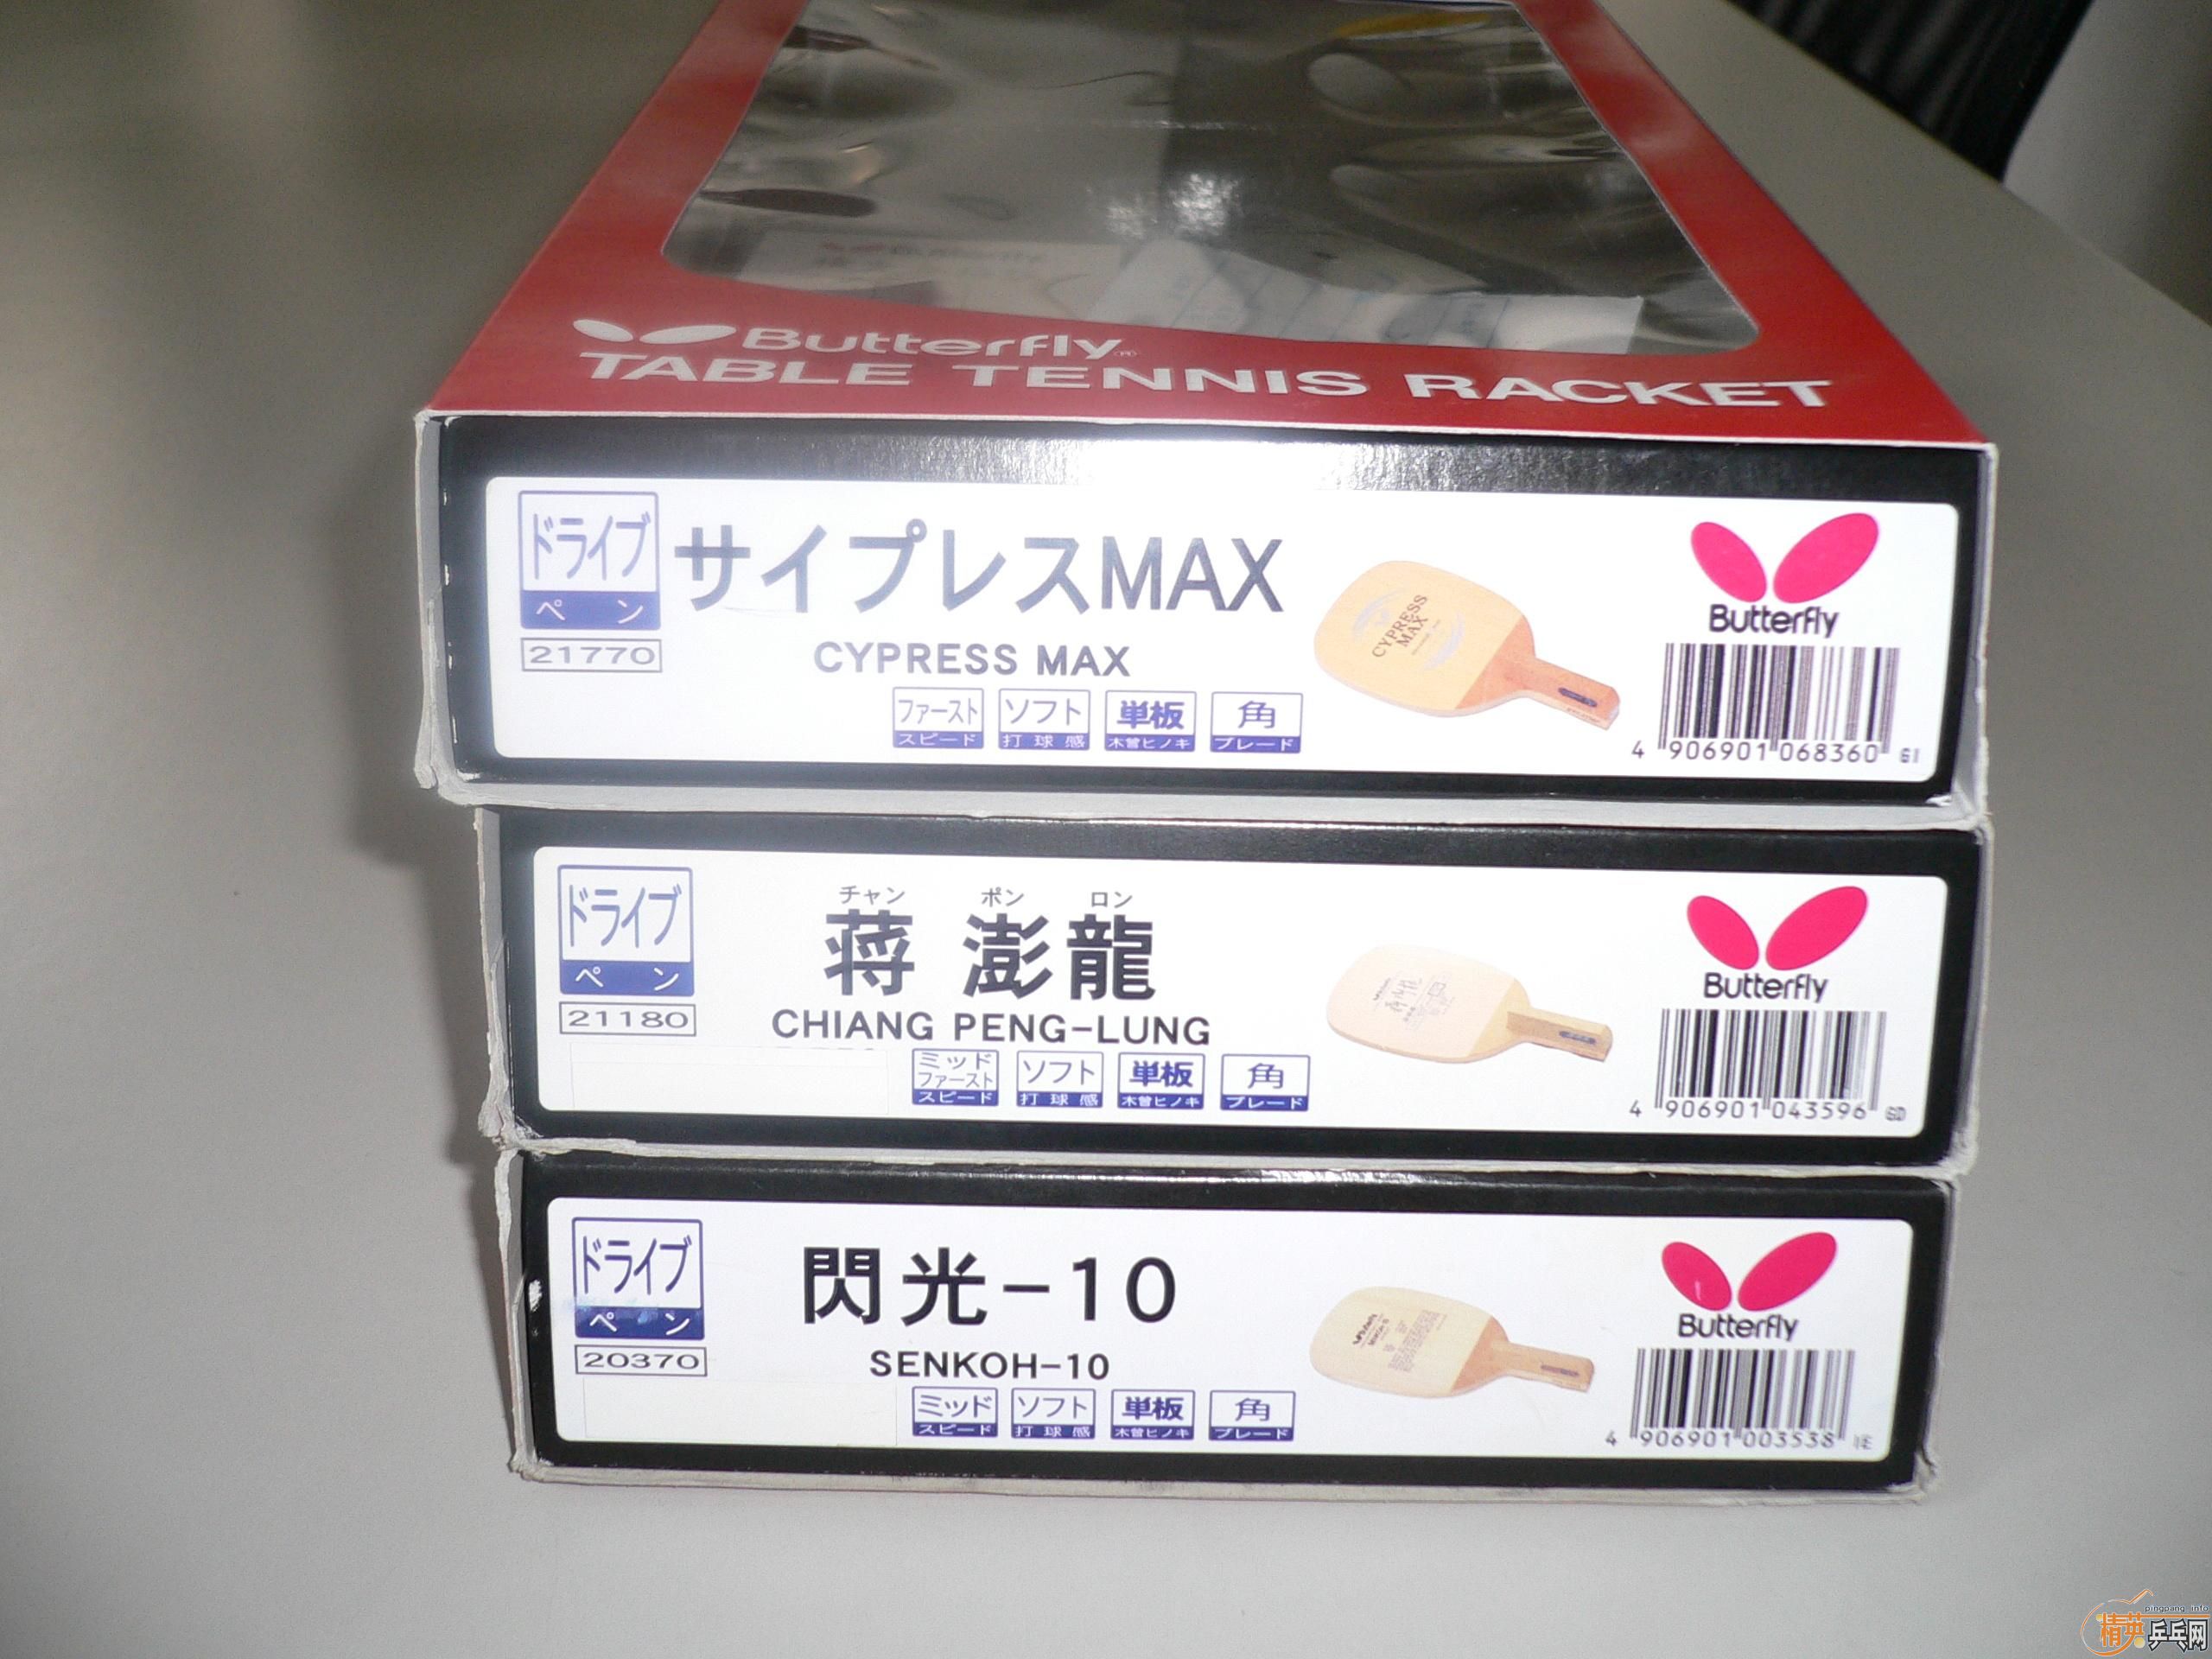 Butterfly®
TABLE TENNIS RACKET
ドライブ
ペン
21770
サイプレスMAX
CYPRESS MAX
ファースト
スピード
ソフト
打球感
単板
木曽ヒノキ
角
ブレード
CYPRESS
MAX
Butterfly
4 906901 068360
ドライブ
ペン
21180
チャン ポン ロン
蒋 澎龍
CHIANG PENG-LUNG
ミッド
ファースト
スピード
ソフト
打球感
単板
木曽ヒノキ
角
ブレード
Butterfly
4 906901 043596
ドライブ
ペン
20370
閃光-10
SENKOH-10
ミッド
スピード
ソフト
打球感
単板
木曽ヒノキ
角
ブレード
Butterfly
4 906901 003538
pingpang.info
精英乒乓网